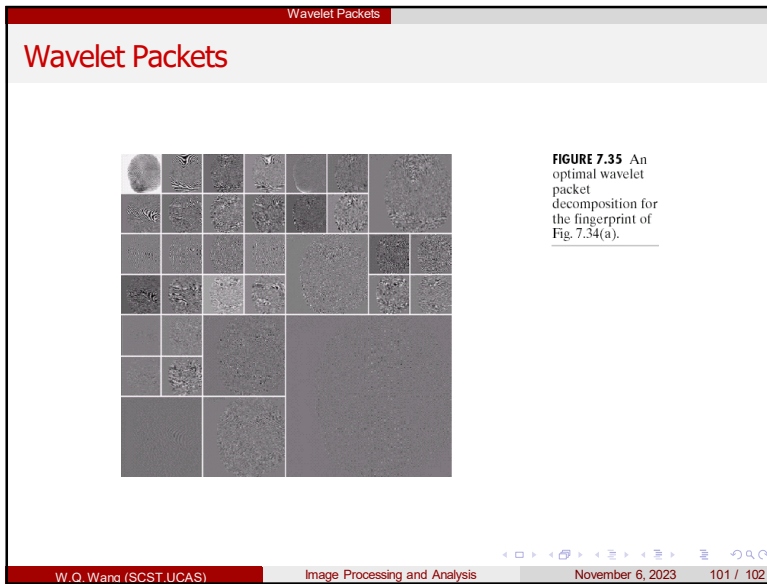 Wavelet Packets
Wavelet Packets
FIGURE 7.35 An
optimal wavelet
packet
decomposition for
the fingerprint of
Fig. 7.34(a).
W.Q. Wang (SCST,UCAS)
Image Processing and Analysis
November 6, 2023
101 / 102